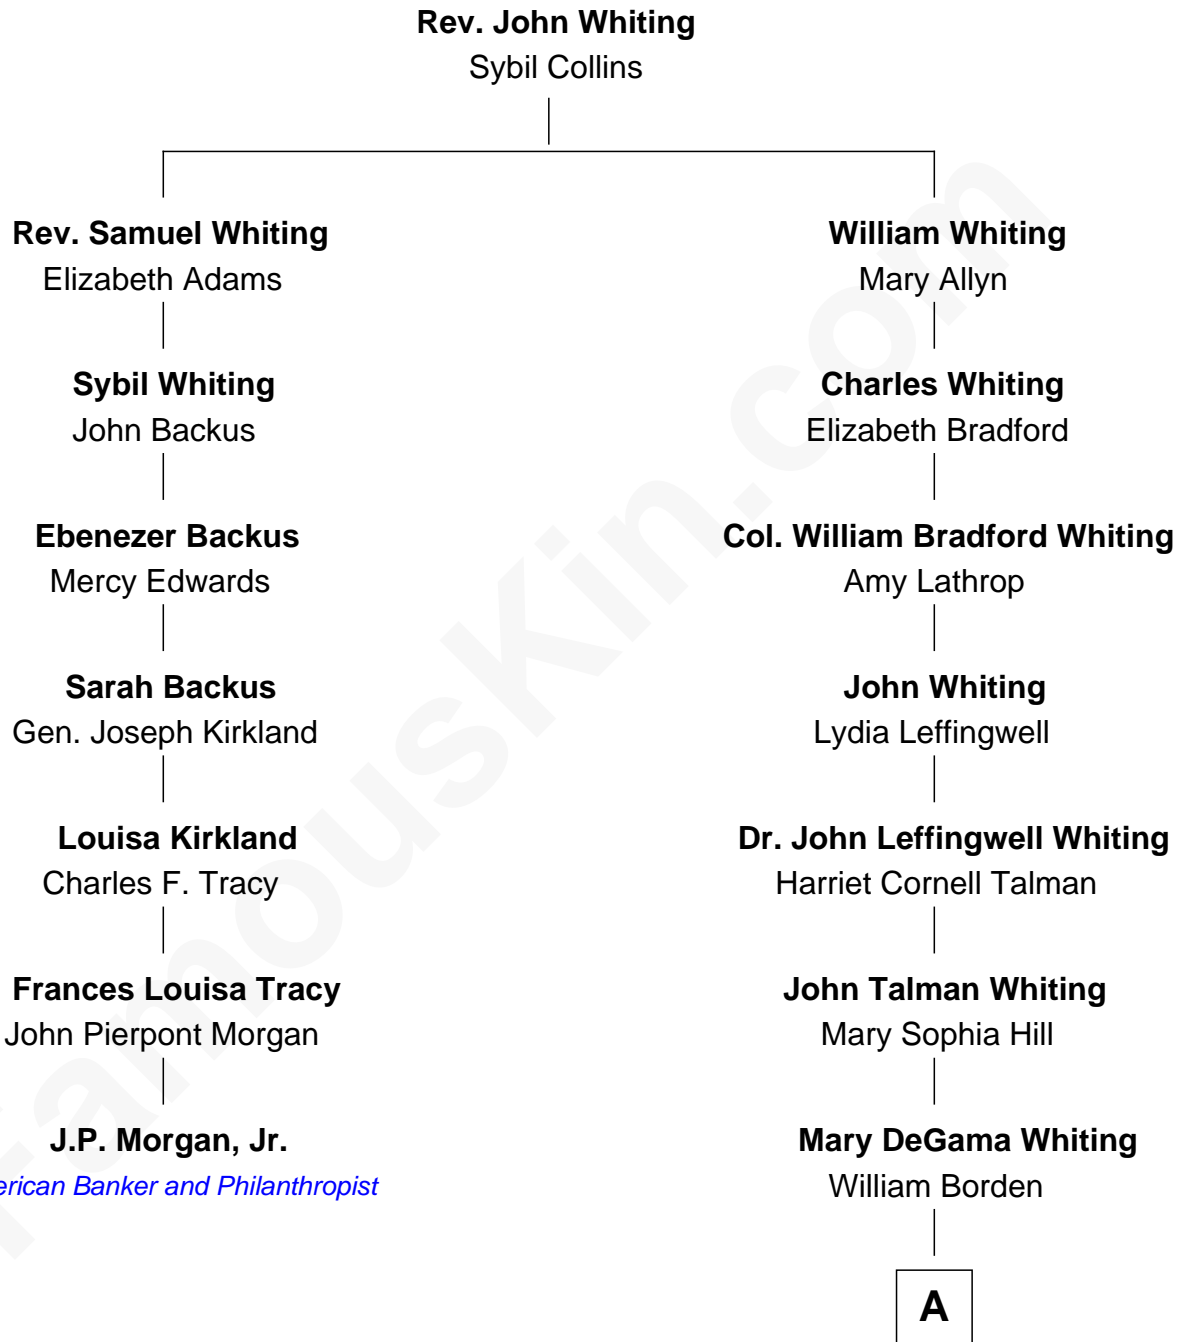 Rev. John Whiting
Sybil Collins
Rev. Samuel Whiting
Elizabeth Adams
Sybil Whiting
John Backus
Ebenezer Backus
Mercy Edwards
Sarah Backus
Gen. Joseph Kirkland
Louisa Kirkland
Charles F. Tracy
Frances Louisa Tracy
John Pierpont Morgan
J.P. Morgan, Jr.
erican Banker and Philanthropist
William Whiting
Mary Allyn
Charles Whiting
Elizabeth Bradford
Col. William Bradford Whiting
Amy Lathrop
John Whiting
Lydia Leffingwell
Dr. John Leffingwell Whiting
Harriet Cornell Talman
John Talman Whiting
Mary Sophia Hill
Mary DeGama Whiting
William Borden
A
FamousKin.com